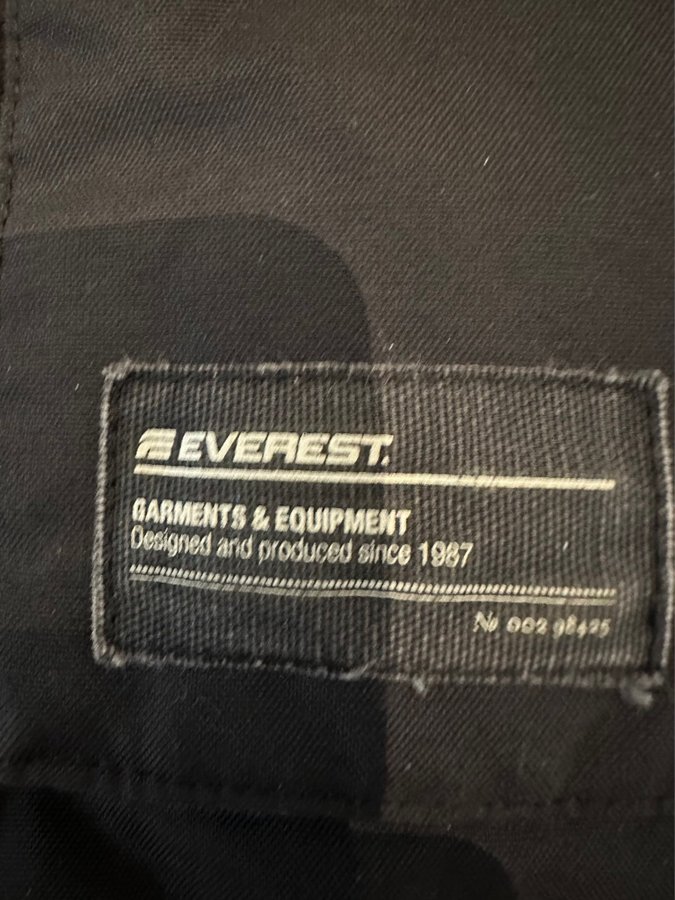 EVEREST.
GARMENTS & EQUIPMENT
Designed and produced since 1987
No 002 98425